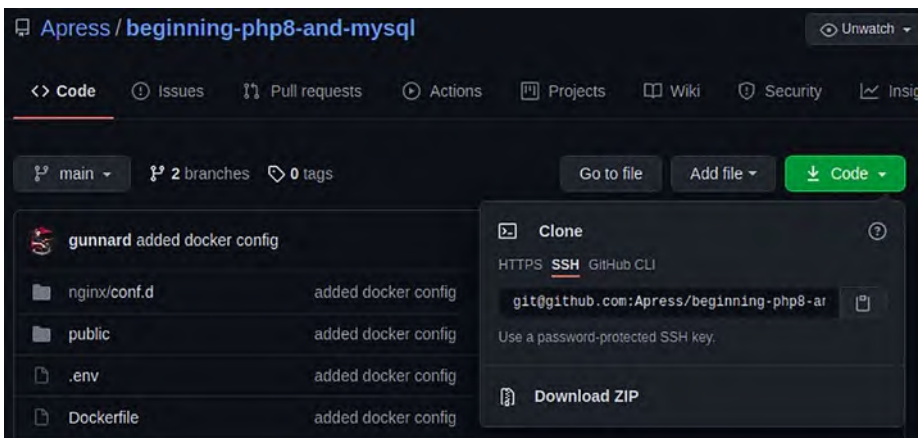 Apress / beginning-php8-and-mysql
Unwatch
<> Code Issues Pull requests Actions Projects Wiki Security
main 2 branches 0 tags Go to file Add file Code
gunnard added docker config
nginx/conf.d added docker config
public added docker config
.env added docker config
Dockerfile added docker config
Clone
HTTPS SSH GitHub CLI
git@github.com:Apress/beginning-php8-ar
Use a password-protected SSH key.
Download ZIP